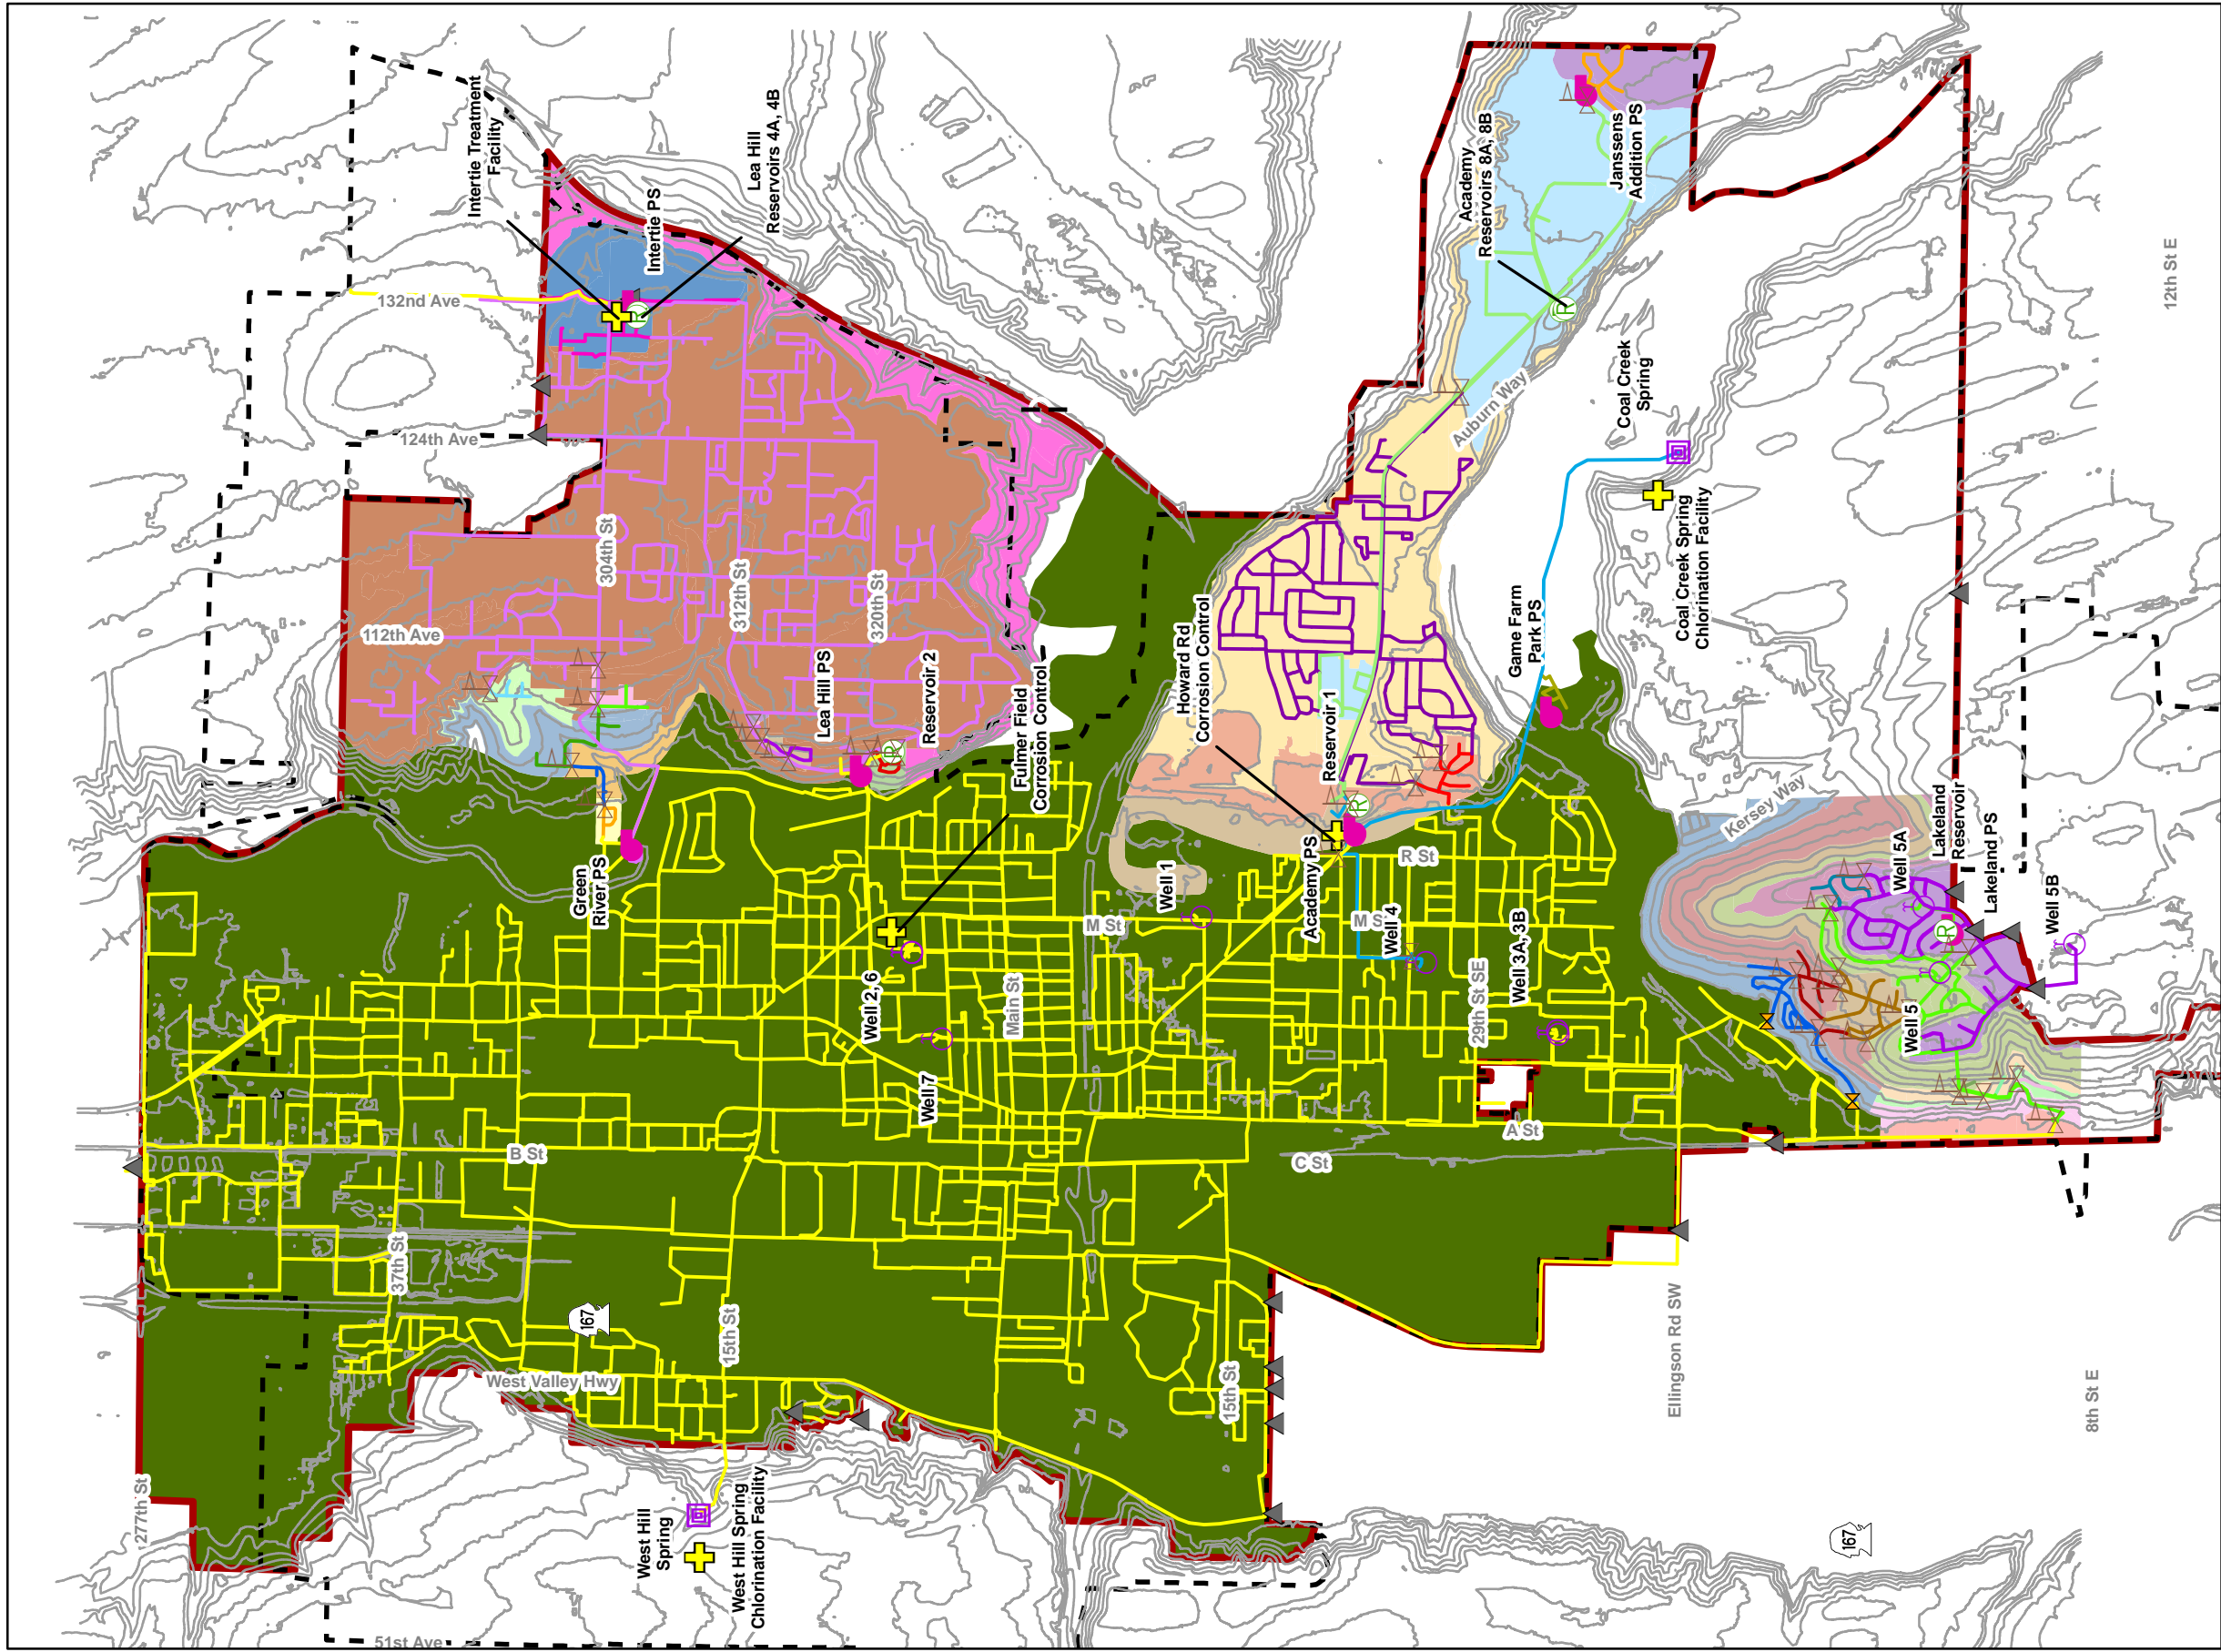 Intertie Treatment
Facility
Lea Hill
Reservoirs 4A, 4B
Intertie PS
132nd Ave
124th Ave
304th St
312th St
320th St
112th Ave
Lea Hill PS
Reservoir 2
Fulmer Field
Corrosion Control
Green
River PS
Academy
Reservoirs 8A, 8B
Janssens
Addition PS
Coal Creek
Spring
Auburn Way
12th St E
Coal Creek Spring
Chlorination Facility
Game Farm
Park PS
Howard Rd
Corrosion Control
Reservoir 1
Kersey Way
Lakeland
Reservoir
Well 5A
Lakeland PS
Well 5B
Well 5
R St
Academy PS
Well 1
M St
M St
Well 4
Well 3A, 3B
29th St SE
Well 2, 6
Main St
Well 7
A St
B St
C St
37th St
167
15th St
West Valley Hwy
15th St
Ellingson Rd SW
8th St E
277th St
West Hill
Spring
West Hill Spring
Chlorination Facility
51st Ave
167
R
R
R
R
R